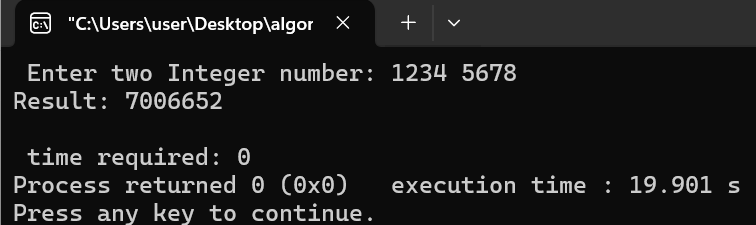 "C:\Users\user\Desktop\algor
Enter two Integer number: 1234 5678
Result: 7006652
time required: 0
Process returned 0 (0x0)   execution time : 19.901 s
Press any key to continue.